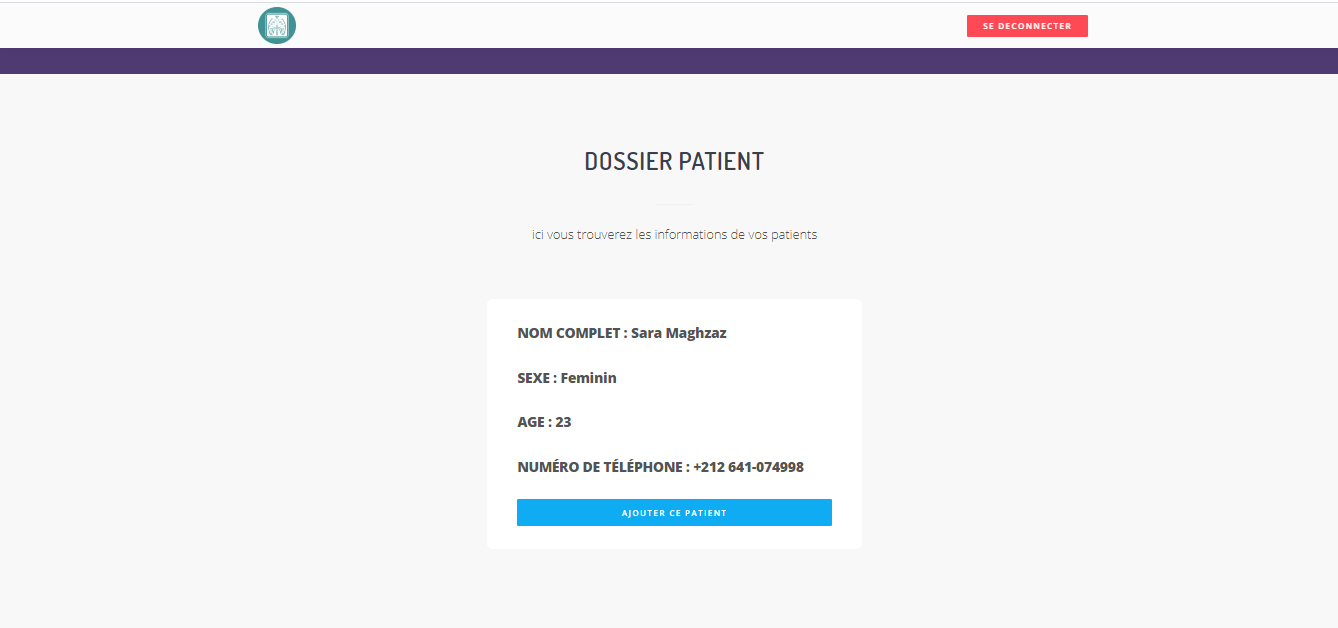 SE DECONNECTER
DOSSIER PATIENT
ici vous trouverez les informations de vos patients
NOM COMPLET : Sara Maghzaz
SEXE : Feminin
AGE : 23
NUMÉRO DE TÉLÉPHONE : +212 641-074998
AJOUTER CE PATIENT